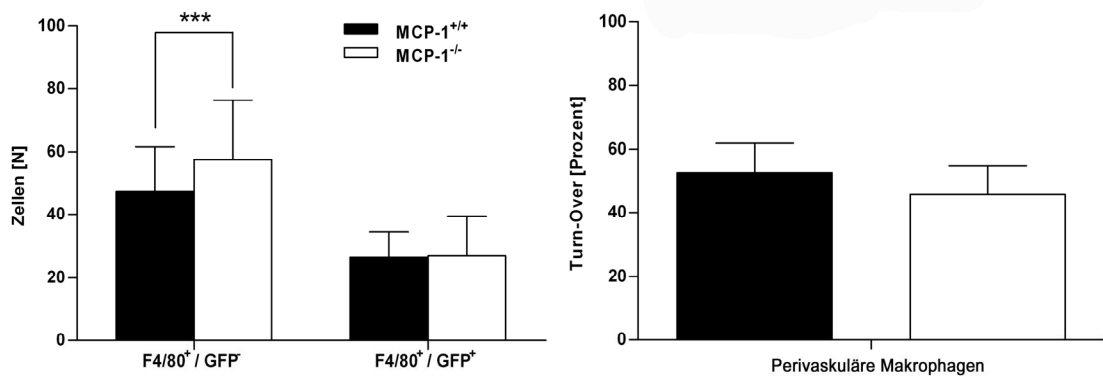 ***
MCP-1⁺/⁺
MCP-1⁻/⁻
Zellen [N]
100
80
60
40
20
0
F4/80⁺ / GFP⁻
F4/80⁺ / GFP⁺
Turn-Over [Prozent]
100
80
60
40
20
0
Perivaskuläre Makrophagen